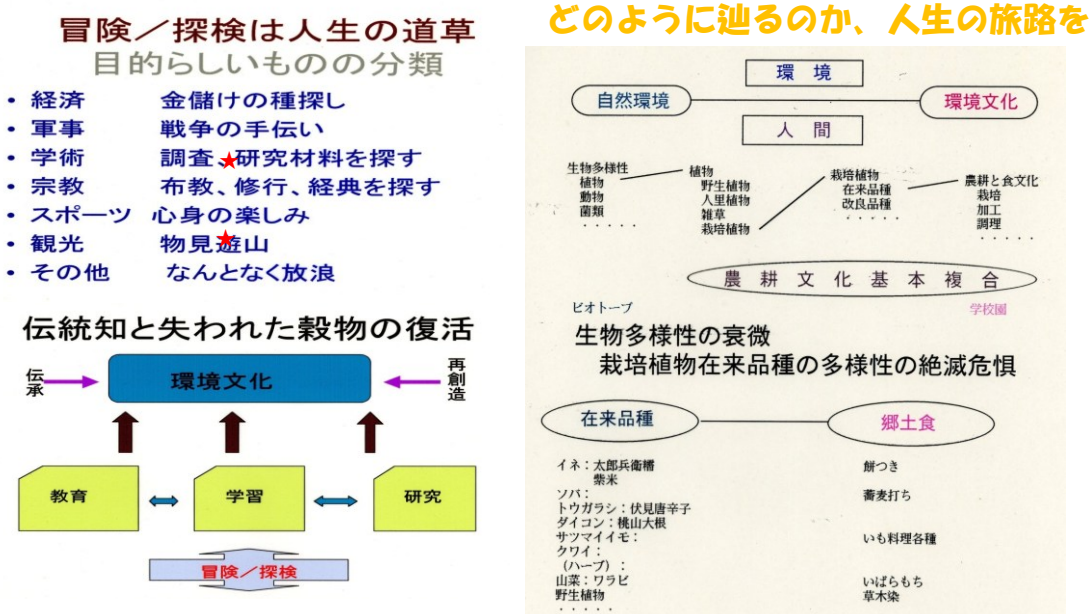 冒険／探検は人生の道草
目的らしいものの分類
・ 経済 金儲けの種探し
・ 軍事 戦争の手伝い
・ 学術 調査、研究材料を探す
・ 宗教 布教、修行、経典を探す
・ スポーツ 心身の楽しみ
・ 観光 物見遊山
・ その他 なんとなく放浪
伝統知と失われた穀物の復活
伝承
環境文化
再創造
教育
学習
研究
冒険／探検
どのように辿るのか、人生の旅路を
環 境
自然環境
環境文化
人 間
生物多様性
植物
動物
菌類
・・・・・
植物
野生植物
人里植物
雑草
栽培植物
栽培植物
在来品種
改良品種
・・・・・
農耕と食文化
栽培
加工
調理
・・・・・
農 耕 文 化 基 本 複 合
ビオトープ
学校園
生物多様性の衰微
栽培植物在来品種の多様性の絶滅危惧
在来品種
郷土食
イネ：太郎兵衛糯 餅つき
紫米
ソバ： 蕎麦打ち
トウガラシ：伏見唐辛子
ダイコン：桃山大根
サツマイイモ： いも料理各種
クワイ：
（ハーブ）：
山菜：ワラビ いばらもち
野生植物 草木染
・・・・・